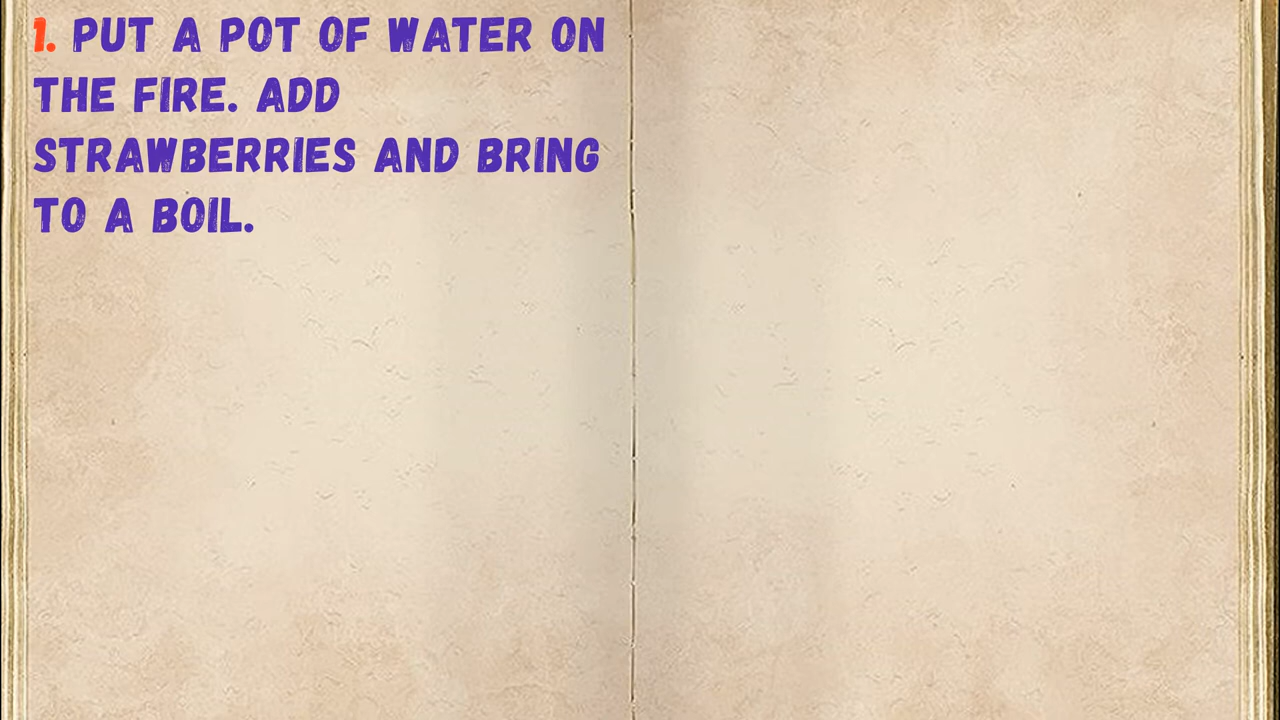 1. PUT A POT OF WATER ON
THE FIRE. ADD
STRAWBERRIES AND BRING
TO A BOIL.